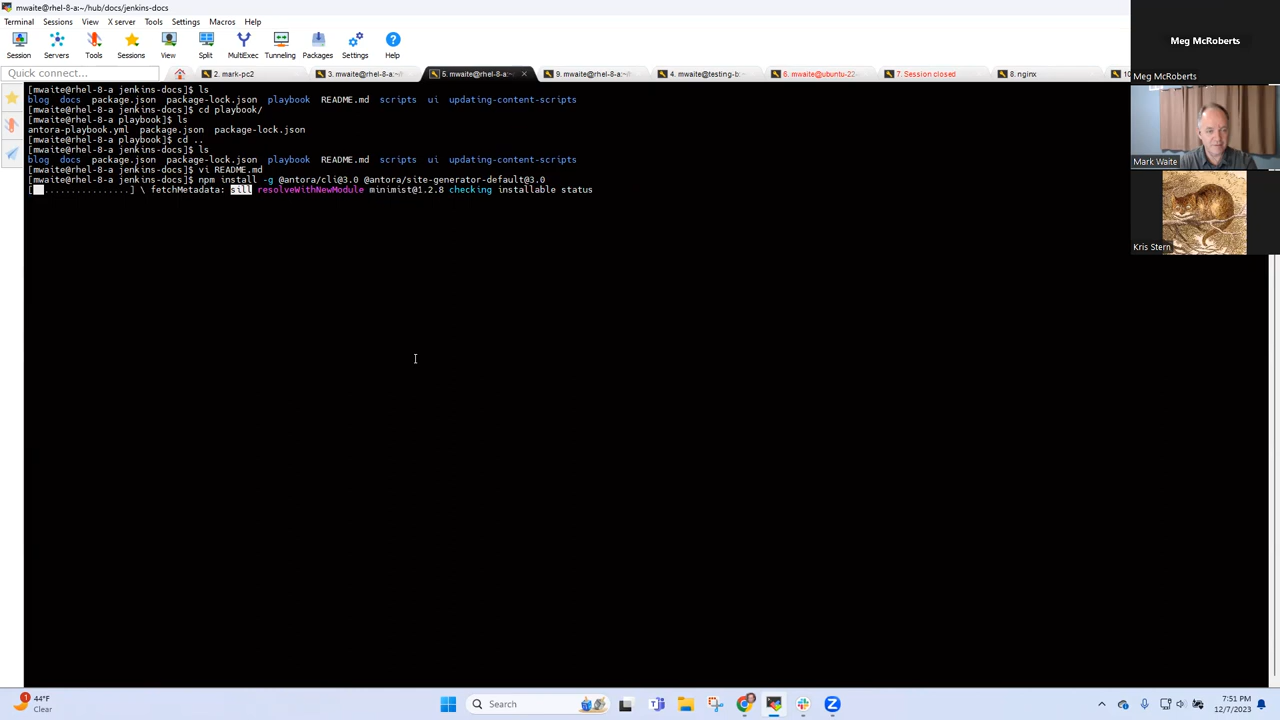 mwaite@rhel-8-a:~/hub/docs/jenkins-docs
Terminal Sessions View X server Tools Settings Macros Help
Session Servers Tools Sessions View Split MultiExec Tunneling Packages Settings Help
Quick connect...
2. mark-pc2
3. mwaite@rhel-8-a:~/
5. mwaite@rhel-8-a:~
9. mwaite@rhel-8-a:~
4. mwaite@testing-b:
6. mwaite@ubuntu-22-
7. Session closed
8. nginx
10
[mwaite@rhel-8-a jenkins-docs]$ ls
blog docs package.json package-lock.json playbook README.md scripts ui updating-content-scripts
[mwaite@rhel-8-a jenkins-docs]$ cd playbook/
[mwaite@rhel-8-a playbook]$ ls
antora-playbook.yml package.json package-lock.json
[mwaite@rhel-8-a playbook]$ cd ..
[mwaite@rhel-8-a jenkins-docs]$ ls
blog docs package.json package-lock.json playbook README.md scripts ui updating-content-scripts
[mwaite@rhel-8-a jenkins-docs]$ vi README.md
[mwaite@rhel-8-a jenkins-docs]$ npm install -g @antora/cli@3.0 @antora/site-generator-default@3.0
[ ................] \ fetchMetadata: sill resolveWithNewModule minimist@1.2.8 checking installable status
Meg McRoberts
Meg McRoberts
Mark Waite
Kris Stern
1
44°F
Clear
Search
7:51 PM
12/7/2023